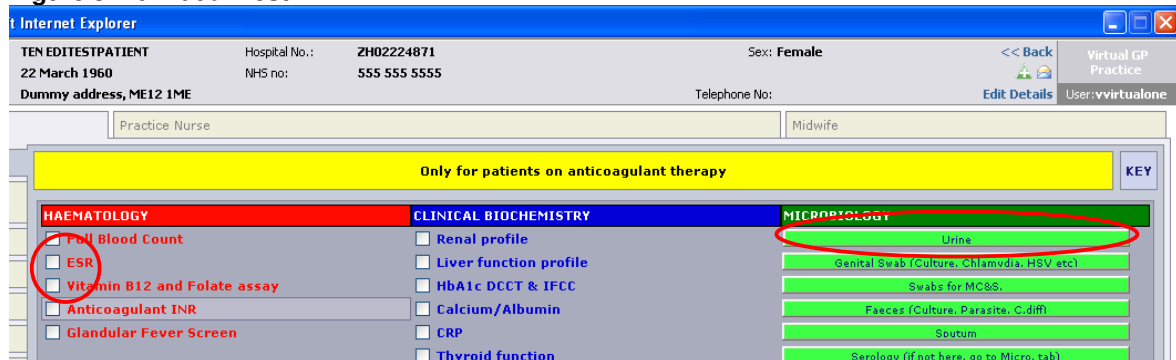 t Internet Explorer
TEN EDITESTPATIENT Hospital No.: ZH02224871 Sex: Female << Back Virtual GP
22 March 1960 NHS no: 555 555 5555 Practice
Dummy address, ME12 1ME Telephone No: Edit Details User:vvirtualone
Practice Nurse Midwife
Only for patients on anticoagulant therapy KEY
HAEMATOLOGY CLINICAL BIOCHEMISTRY MICROBIOLOGY
Full Blood Count Renal profile Urine
ESR Liver function profile Genital Swab (Culture, Chlamydia, HSV etc)
Vitamin B12 and Folate assay HbA1c DCCT & IFCC Swabs for MC&S.
Anticoagulant INR Calcium/Albumin Faeces (Culture, Parasite, C.diff)
Glandular Fever Screen CRP Sputum
Thyroid function Serology (if not here, go to Micro. tab)